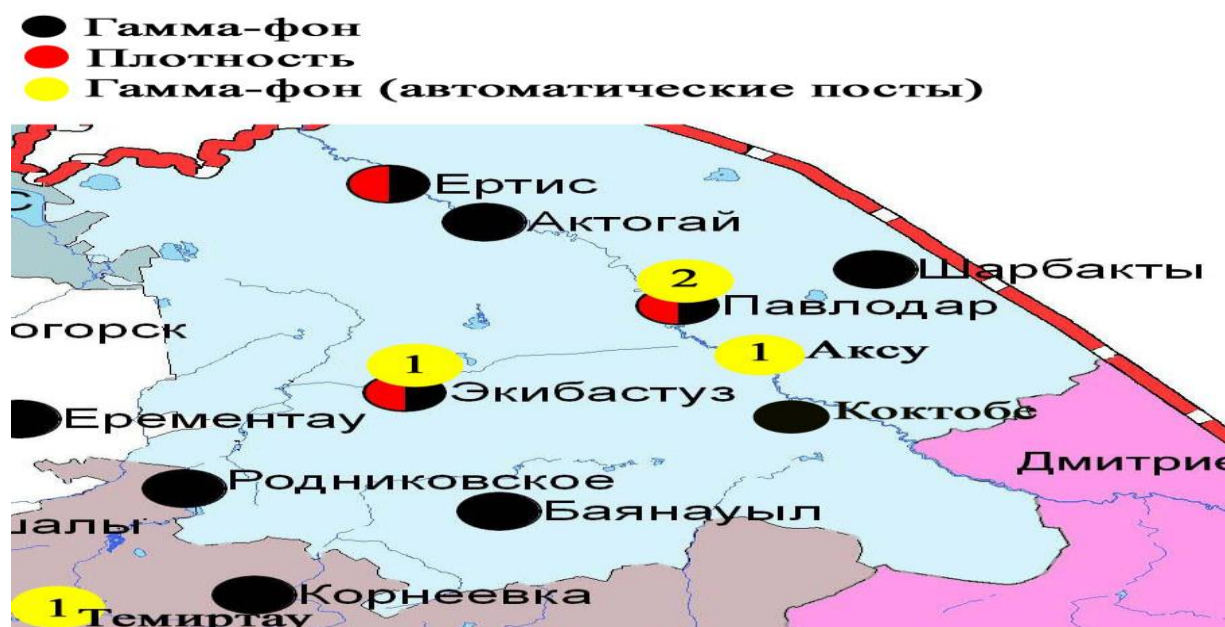 Гамма-фон
Плотность
Гамма-фон (автоматические посты)
С
Ертис
Актогай
Шарбакты
2
Павлодар
огорск
1
Аксу
1
Экибастуз
Коктобе
Ерементау
Дмитрие
Родниковское
Баянауыл
шалы
Корнеевка
1
Темиртау